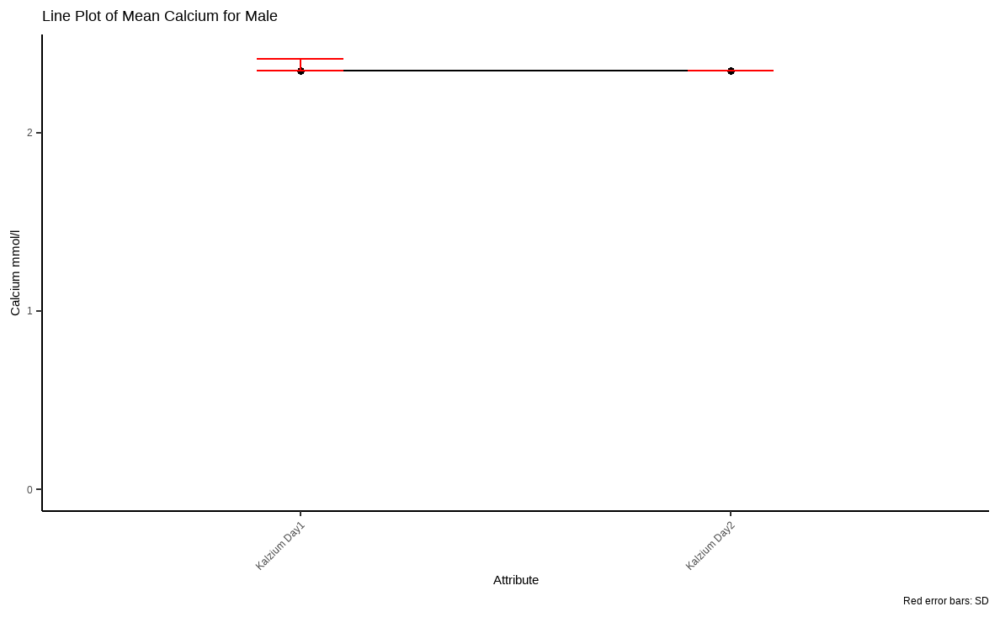 Line Plot of Mean Calcium for Male
Calcium mmol/l
2
1
0
Kalzium Day1
Kalzium Day2
Attribute
Red error bars: SD